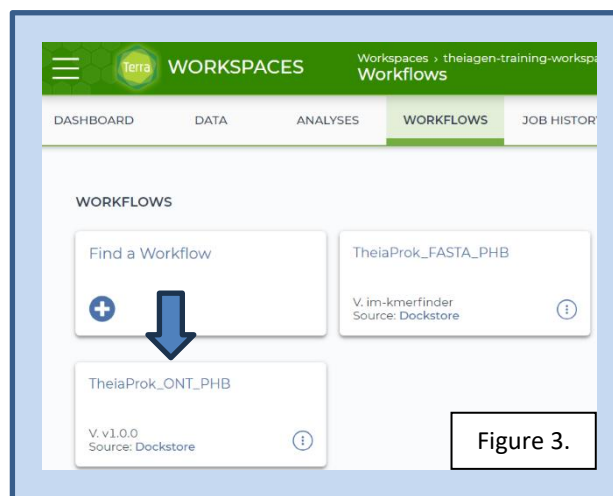 Terra
WORKSPACES
Workspaces › theiagen-training-workspa
Workflows
DASHBOARD DATA ANALYSES WORKFLOWS JOB HISTOR
WORKFLOWS
Find a Workflow
TheiaProk_FASTA_PHB
V. im-kmerfinder
Source: Dockstore
TheiaProk_ONT_PHB
V. v1.0.0
Source: Dockstore
Figure 3.